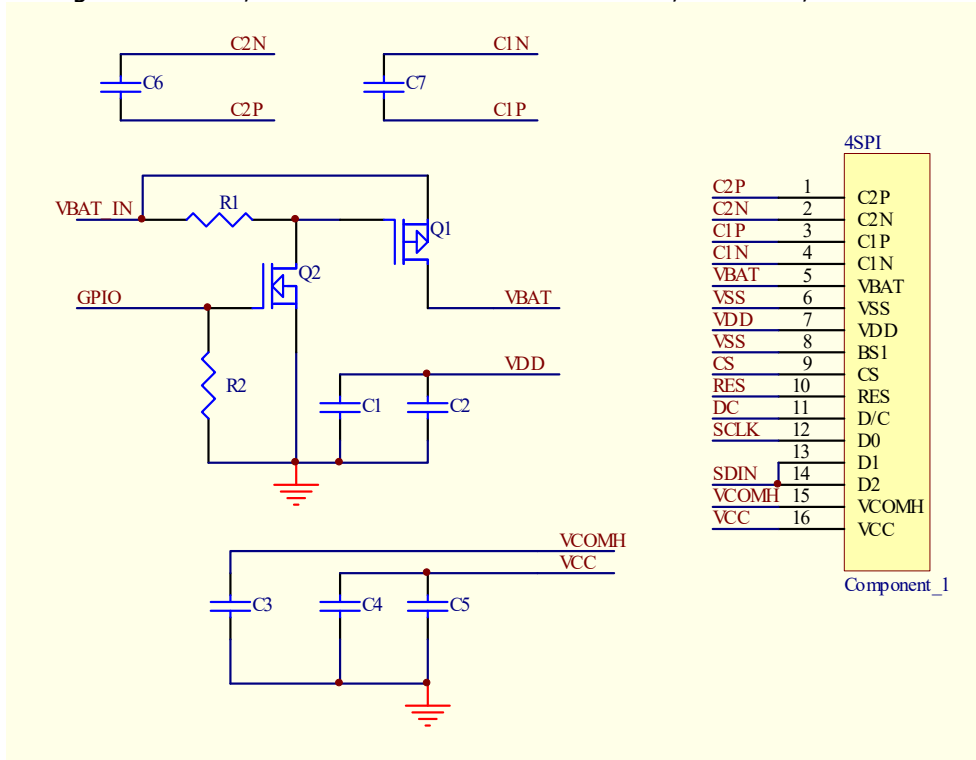 C2N
C6
C2P
C1N
C7
C1P
VBAT_IN
R1
Q1
Q2
GPIO
VBAT
R2
VDD
C1
C2
VCOMH
VCC
C3
C4
C5
4SPI
C2P 1 C2P
C2N 2 C2N
C1P 3 C1P
C1N 4 C1N
VBAT 5 VBAT
VSS 6 VSS
VDD 7 VDD
VSS 8 BS1
CS 9 CS
RES 10 RES
DC 11 D/C
SCLK 12 D0
13 D1
SDIN 14 D2
VCOMH 15 VCOMH
VCC 16 VCC
Component_1